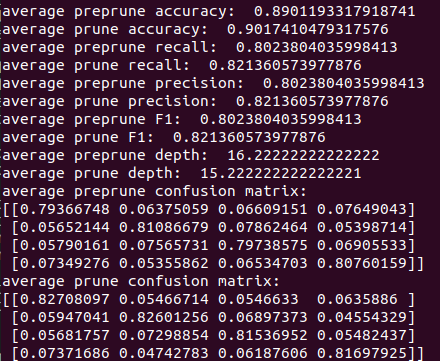 average preprune accuracy:  0.8901193317918741
average prune accuracy:  0.9017410479317576
average preprune recall:  0.8023804035998413
average prune recall:  0.821360573977876
average preprune precision:  0.8023804035998413
average prune precision:  0.821360573977876
average preprune F1:  0.8023804035998413
average prune F1:  0.821360573977876
average preprune depth:  16.22222222222222
average prune depth:  15.222222222222221
average preprune confusion matrix:
[[0.79366748 0.06375059 0.06609151 0.07649043]
 [0.05652144 0.81086679 0.07862464 0.05398714]
 [0.05790161 0.07565731 0.79738575 0.06905533]
 [0.07349276 0.05355862 0.06534703 0.80760159]]
average prune confusion matrix:
[[0.82708097 0.05466714 0.0546633  0.0635886 ]
 [0.05947041 0.82601256 0.06897373 0.04554329]
 [0.05681757 0.07298854 0.81536952 0.05482437]
 [0.07371686 0.04742783 0.06187606 0.81697925]]